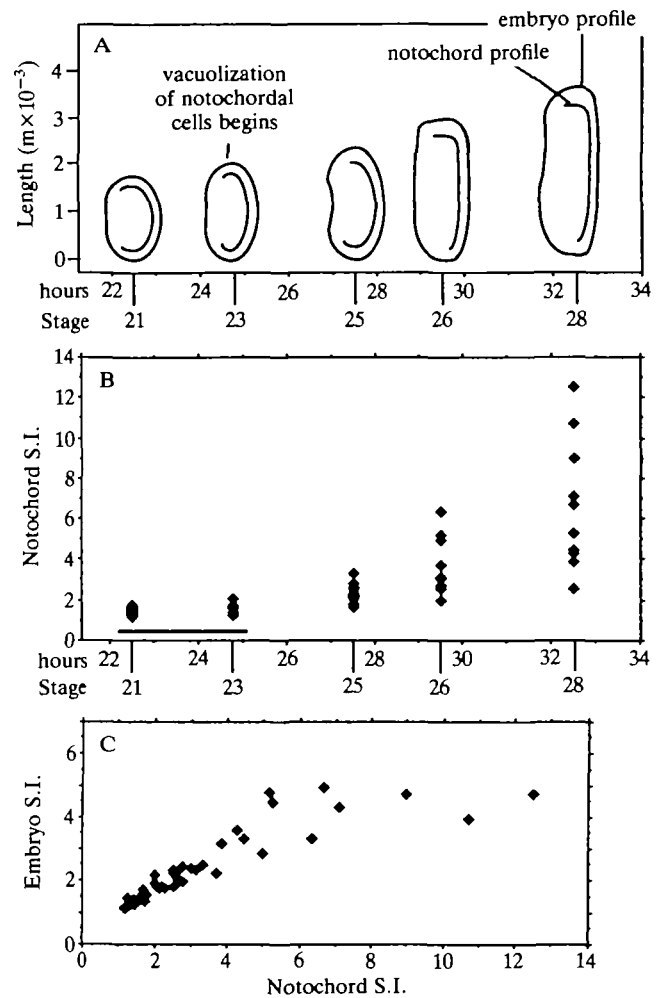 A
embryo profile
notochord profile
vacuolization
of notochordal
cells begins
Length (m×10⁻³)
4
3
2
1
0
hours 22 24 26 28 30 32 34
Stage 21 23 25 26 28
B
Notochord S.I.
14
12
10
8
6
4
2
0
hours 22 24 26 28 30 32 34
Stage 21 23 25 26 28
C
Embryo S.I.
6
4
2
0
0 2 4 6 8 10 12 14
Notochord S.I.